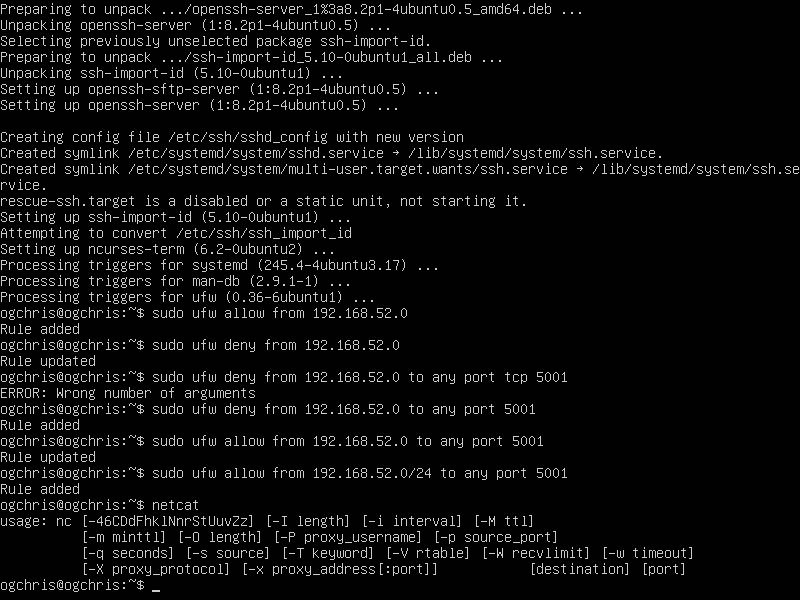 Preparing to unpack .../openssh-server_1%3a8.2p1-4ubuntu0.5_amd64.deb ...
Unpacking openssh-server (1:8.2p1-4ubuntu0.5) ...
Selecting previously unselected package ssh-import-id.
Preparing to unpack .../ssh-import-id_5.10-0ubuntu1_all.deb ...
Unpacking ssh-import-id (5.10-0ubuntu1) ...
Setting up openssh-sftp-server (1:8.2p1-4ubuntu0.5) ...
Setting up openssh-server (1:8.2p1-4ubuntu0.5) ...
Creating config file /etc/ssh/sshd_config with new version
Created symlink /etc/systemd/system/sshd.service → /lib/systemd/system/ssh.service.
Created symlink /etc/systemd/system/multi-user.target.wants/ssh.service → /lib/systemd/system/ssh.se
rvice.
rescue-ssh.target is a disabled or a static unit, not starting it.
Setting up ssh-import-id (5.10-0ubuntu1) ...
Attempting to convert /etc/ssh/ssh_import_id
Setting up ncurses-term (6.2-0ubuntu2) ...
Processing triggers for systemd (245.4-4ubuntu3.17) ...
Processing triggers for man-db (2.9.1-1) ...
Processing triggers for ufw (0.36-6ubuntu1) ...
ogchris@ogchris:~$ sudo ufw allow from 192.168.52.0
Rule added
ogchris@ogchris:~$ sudo ufw deny from 192.168.52.0
Rule updated
ogchris@ogchris:~$ sudo ufw deny from 192.168.52.0 to any port tcp 5001
ERROR: Wrong number of arguments
ogchris@ogchris:~$ sudo ufw deny from 192.168.52.0 to any port 5001
Rule added
ogchris@ogchris:~$ sudo ufw allow from 192.168.52.0 to any port 5001
Rule updated
ogchris@ogchris:~$ sudo ufw allow from 192.168.52.0/24 to any port 5001
Rule added
ogchris@ogchris:~$ netcat
usage: nc [-46CDdFhklNnrStUuvZz] [-I length] [-i interval] [-M ttl]
[-m minttl] [-O length] [-P proxy_username] [-p source_port]
[-q seconds] [-s source] [-T keyword] [-V rtable] [-W recvlimit] [-w timeout]
[-X proxy_protocol] [-x proxy_address[:port]] [destination] [port]
ogchris@ogchris:~$ _